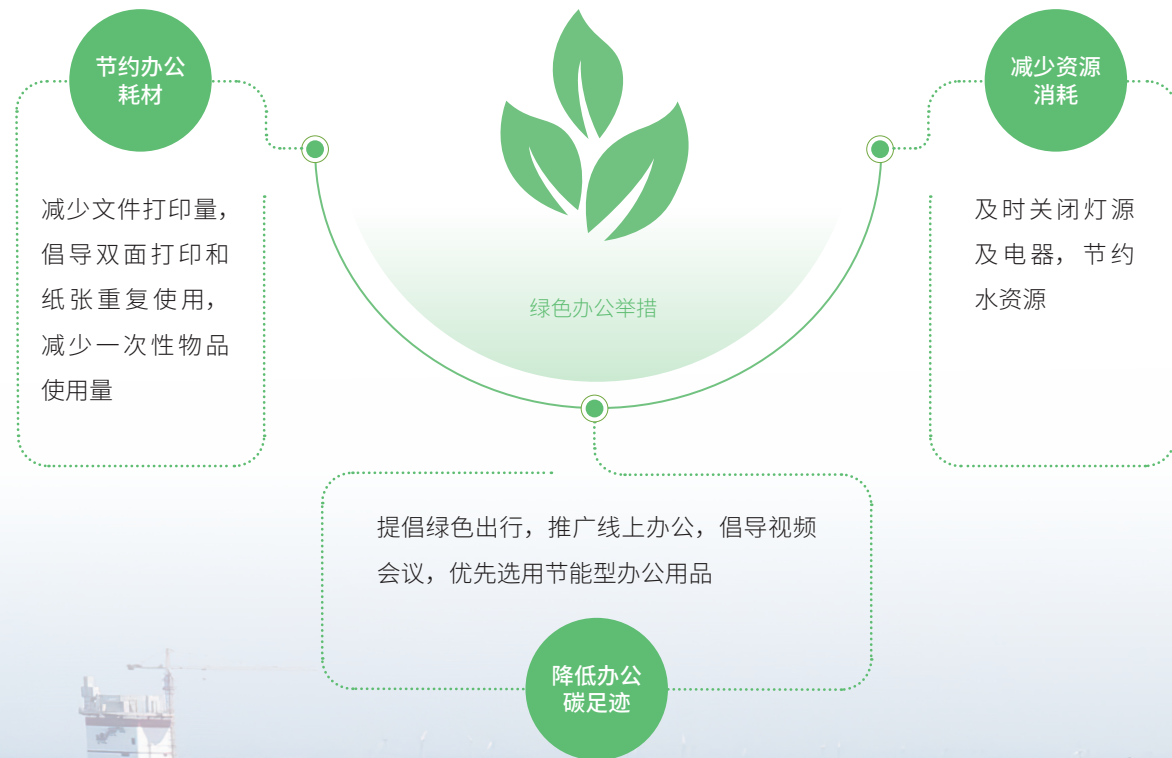 节约办公
耗材
减少文件打印量，
倡导双面打印和
纸张重复使用，
减少一次性物品
使用量
绿色办公举措
减少资源
消耗
及时关闭灯源
及电器，节约
水资源
提倡绿色出行，推广线上办公，倡导视频
会议，优先选用节能型办公用品
降低办公
碳足迹